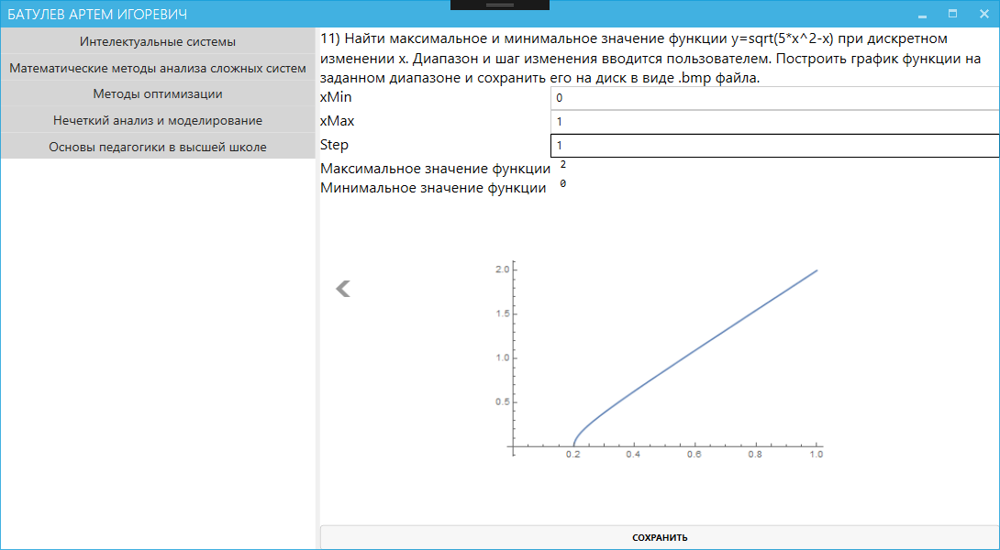 БАТУЛЕВ АРТЕМ ИГОРЕВИЧ
Интелектуальные системы
Математические методы анализа сложных систем
Методы оптимизации
Нечеткий анализ и моделирование
Основы педагогики в высшей школе
11) Найти максимальное и минимальное значение функции y=sqrt(5*x^2-x) при дискретном
изменении x. Диапазон и шаг изменения вводится пользователем. Построить график функции на
заданном диапазоне и сохранить его на диск в виде .bmp файла.
xMin 0
xMax 1
Step 1
Максимальное значение функции 2
Минимальное значение функции 0
2.0
1.5
1.0
0.5
0.2 0.4 0.6 0.8 1.0
СОХРАНИТЬ